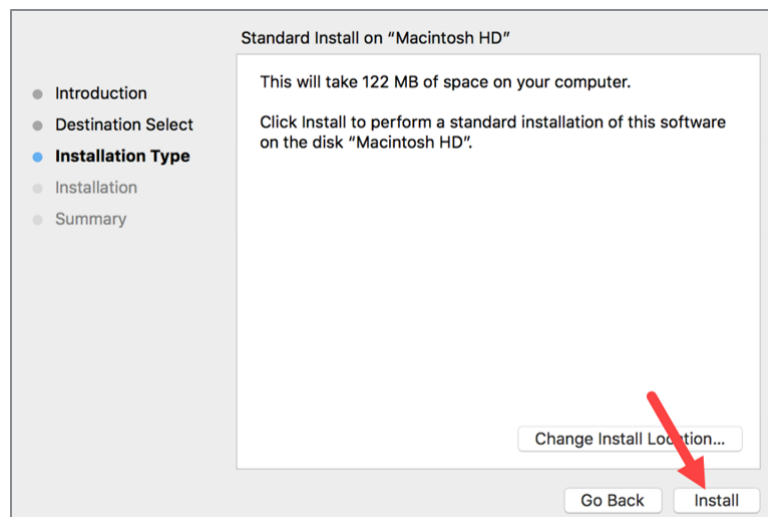 Standard Install on “Macintosh HD”
Introduction
Destination Select
Installation Type
Installation
Summary
This will take 122 MB of space on your computer.
Click Install to perform a standard installation of this software
on the disk “Macintosh HD”.
Change Install Location...
Go Back
Install